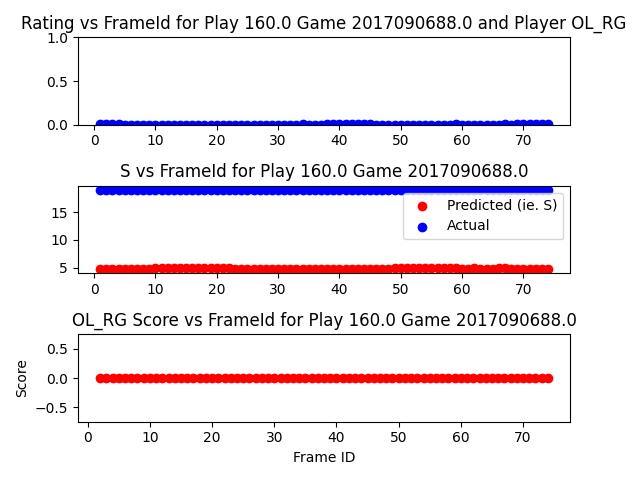 Rating vs FrameId for Play 160.0 Game 2017090688.0 and Player OL_RG
1.0
0.5
0.0
0 10 20 30 40 50 60 70
S vs FrameId for Play 160.0 Game 2017090688.0
15
10
5
Predicted (ie. S)
Actual
0 10 20 30 40 50 60 70
OL_RG Score vs FrameId for Play 160.0 Game 2017090688.0
Score
0.5
0.0
−0.5
0 10 20 30 40 50 60 70
Frame ID